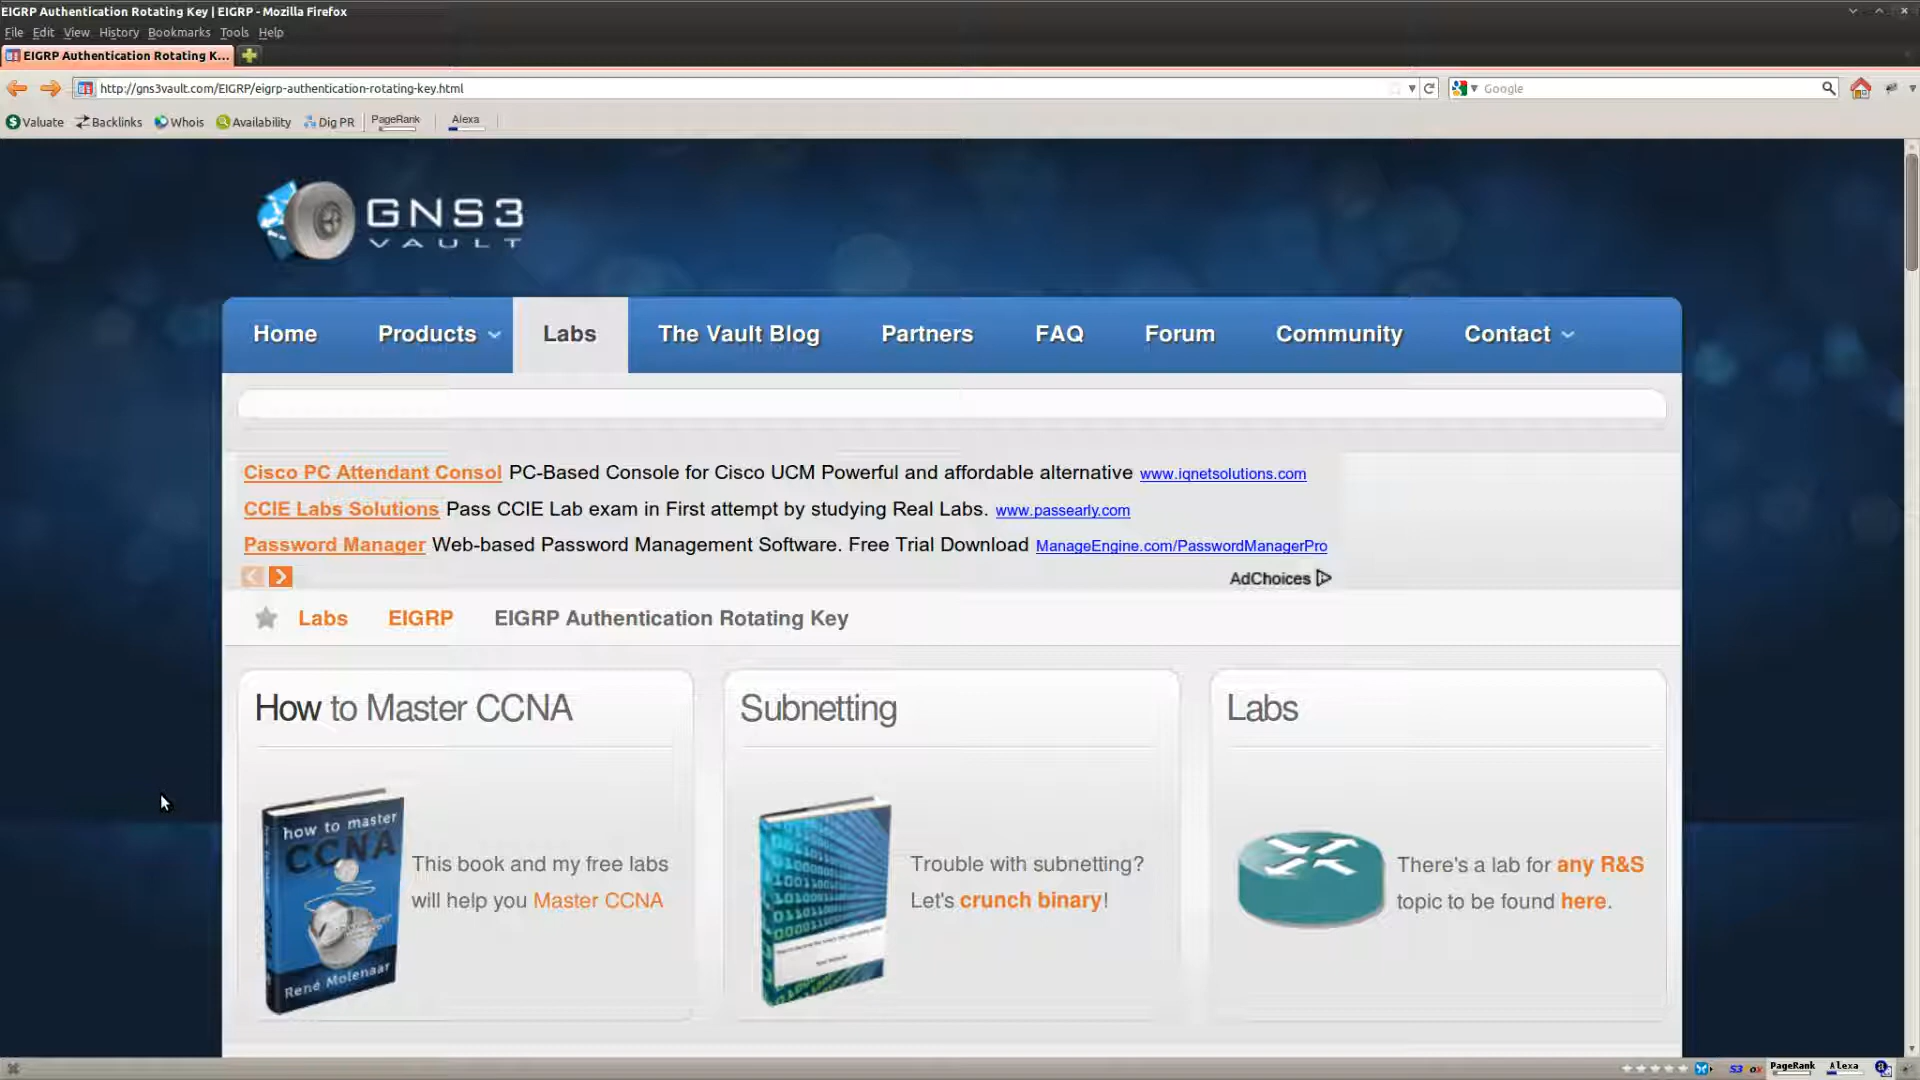 EIGRP Authentication Rotating Key | EIGRP - Mozilla Firefox
File Edit View History Bookmarks Tools Help
EIGRP Authentication Rotating K...
http://gns3vault.com/EIGRP/eigrp-authentication-rotating-key.html
Google
Valuate Backlinks Whois Availability Dig PR PageRank Alexa
GNS3
VAULT
Home Products Labs The Vault Blog Partners FAQ Forum Community Contact
Cisco PC Attendant Consol PC-Based Console for Cisco UCM Powerful and affordable alternative www.iqnetsolutions.com
CCIE Labs Solutions Pass CCIE Lab exam in First attempt by studying Real Labs. www.passearly.com
Password Manager Web-based Password Management Software. Free Trial Download ManageEngine.com/PasswordManagerPro
AdChoices
Labs EIGRP EIGRP Authentication Rotating Key
How to Master CCNA
how to master
CCNA
René Molenaar
This book and my free labs
will help you Master CCNA
Subnetting
Trouble with subnetting?
Let's crunch binary!
Labs
There's a lab for any R&S
topic to be found here.
S3 PageRank Alexa